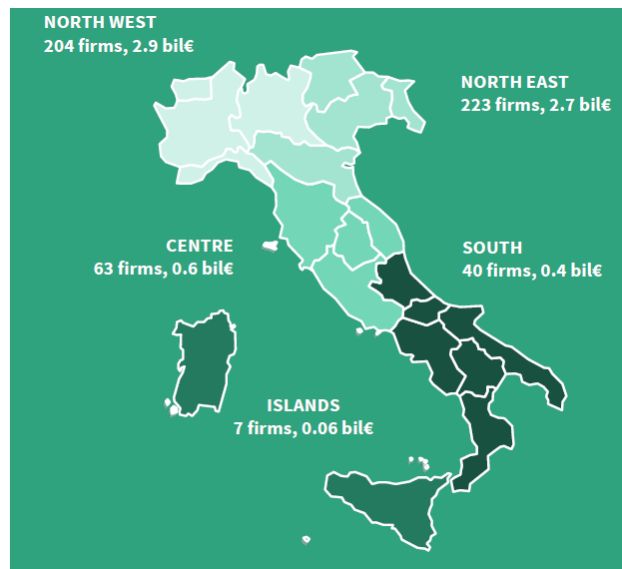 NORTH WEST
204 firms, 2.9 bil€
NORTH EAST
223 firms, 2.7 bil€
CENTRE
63 firms, 0.6 bil€
SOUTH
40 firms, 0.4 bil€
ISLANDS
7 firms, 0.06 bil€